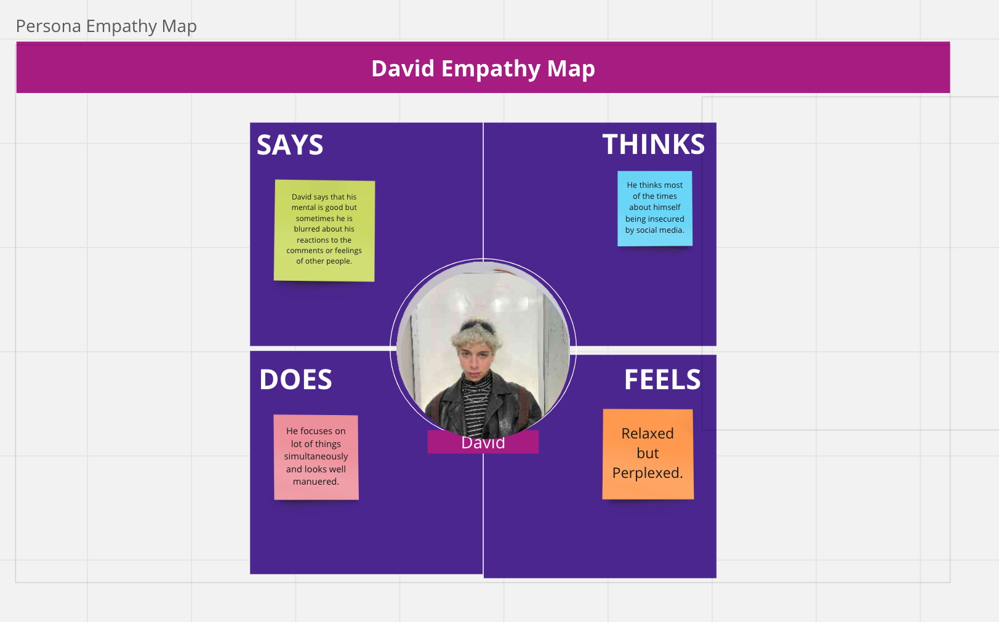 Persona Empathy Map
David Empathy Map
SAYS
David says that his
mental is good but
sometimes he is
blurred about his
reactions to the
comments or feelings
of other people.
THINKS
He thinks most
of the times
about himself
being insecured
by social media.
David
DOES
He focuses on
lot of things
simultaneously
and looks well
manuered.
FEELS
Relaxed
but
Perplexed.